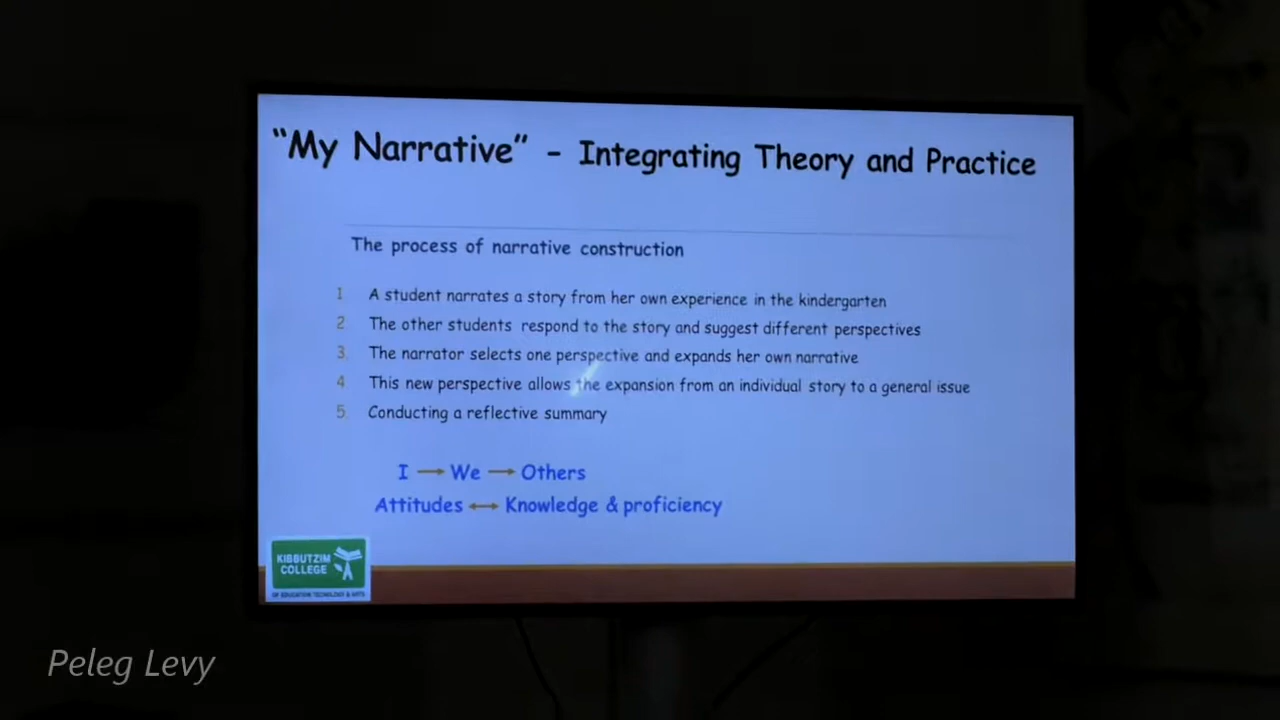 “My Narrative” - Integrating Theory and Practice
The process of narrative construction
1 A student narrates a story from her own experience in the kindergarten
2 The other students respond to the story and suggest different perspectives
3. The narrator selects one perspective and expands her own narrative
4 This new perspective allows the expansion from an individual story to a general issue
5. Conducting a reflective summary
I → We → Others
Attitudes ↔ Knowledge & proficiency
KIBBUTZIM
COLLEGE
OF EDUCATION TECNOLOGY & ARTS
Peleg Levy